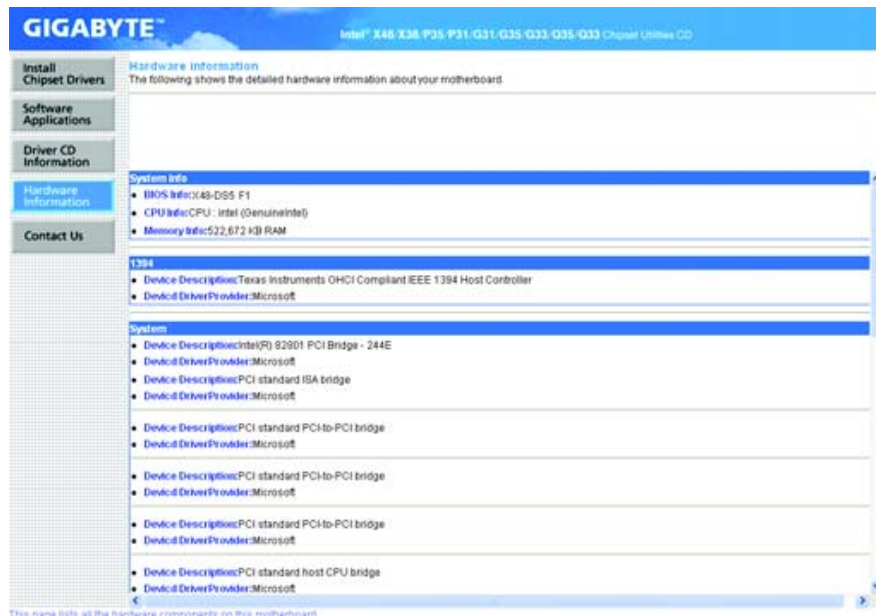 GIGABYTE™
Intel® X48/X38/P35/P31/G31/G35/G33/Q35/Q33 Chipset Utilities CD
Install
Chipset Drivers
Software
Applications
Driver CD
Information
Hardware
Information
Contact Us
Hardware information
The following shows the detailed hardware information about your motherboard.
System Info
• BIOS Info:X48-DS5 F1
• CPU Info:CPU : Intel (GenuineIntel)
• Memory Info:522,672 KB RAM
1394
• Device Description:Texas Instruments OHCI Compliant IEEE 1394 Host Controller
• Device DriverProvider:Microsoft
System
• Device Description:Intel(R) 82801 PCI Bridge - 244E
• Device DriverProvider:Microsoft
• Device Description:PCI standard ISA bridge
• Device DriverProvider:Microsoft
• Device Description:PCI standard PCI-to-PCI bridge
• Device DriverProvider:Microsoft
• Device Description:PCI standard PCI-to-PCI bridge
• Device DriverProvider:Microsoft
• Device Description:PCI standard PCI-to-PCI bridge
• Device DriverProvider:Microsoft
• Device Description:PCI standard host CPU bridge
• Device DriverProvider:Microsoft
This page lists all the hardware components on this motherboard.